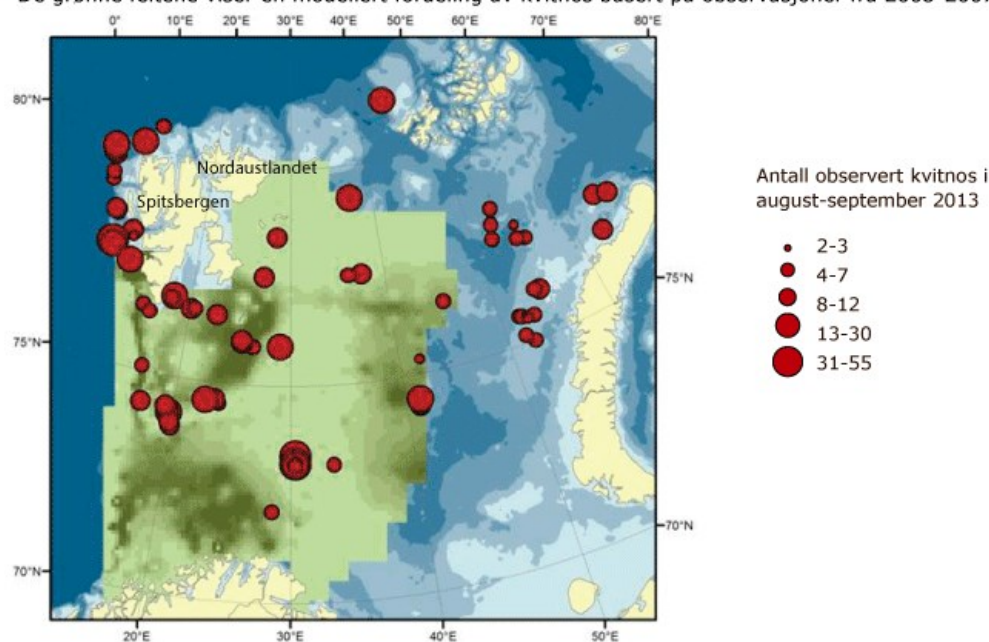 De grønne feltene viser en modellert fordeling av kvitnos basert på observasjoner fra 2003-2007
0° 10° 20° 30° 40° 50° 60° 70° 80°E
80°N
Nordaustlandet
Spitsbergen
75°N
75°N
70°N
70°N
20°E 30°E 40°E 50°E
Antall observert kvitnos i
august-september 2013
2-3
4-7
8-12
13-30
31-55